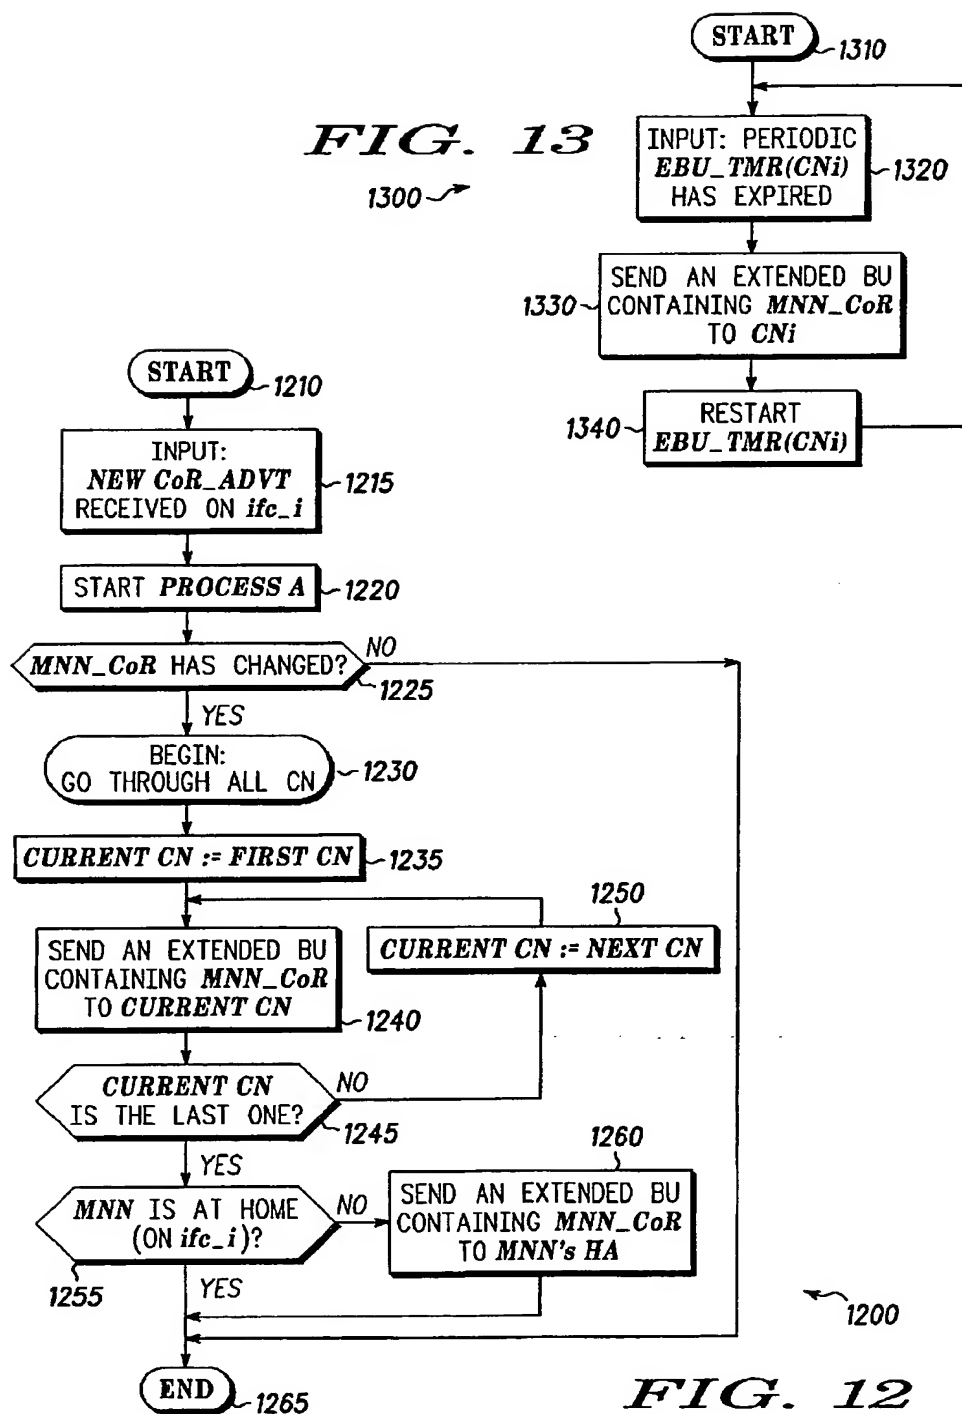 START
1310
FIG. 13
1300
INPUT: PERIODIC
EBU_TMR(CNi)
HAS EXPIRED
1320
SEND AN EXTENDED BU
CONTAINING MNN_CoR
TO CNi
1330
RESTART
EBU_TMR(CNi)
1340
START
1210
INPUT:
NEW CoR_ADVT
RECEIVED ON ifc_i
1215
START PROCESS A
1220
MNN_CoR HAS CHANGED?
NO
1225
YES
BEGIN:
GO THROUGH ALL CN
1230
CURRENT CN := FIRST CN
1235
1250
CURRENT CN := NEXT CN
SEND AN EXTENDED BU
CONTAINING MNN_CoR
TO CURRENT CN
1240
CURRENT CN
IS THE LAST ONE?
NO
1245
YES
1260
MNN IS AT HOME
(ON ifc_i)?
NO
1255
YES
SEND AN EXTENDED BU
CONTAINING MNN_CoR
TO MNN's HA
1200
END
1265
FIG. 12